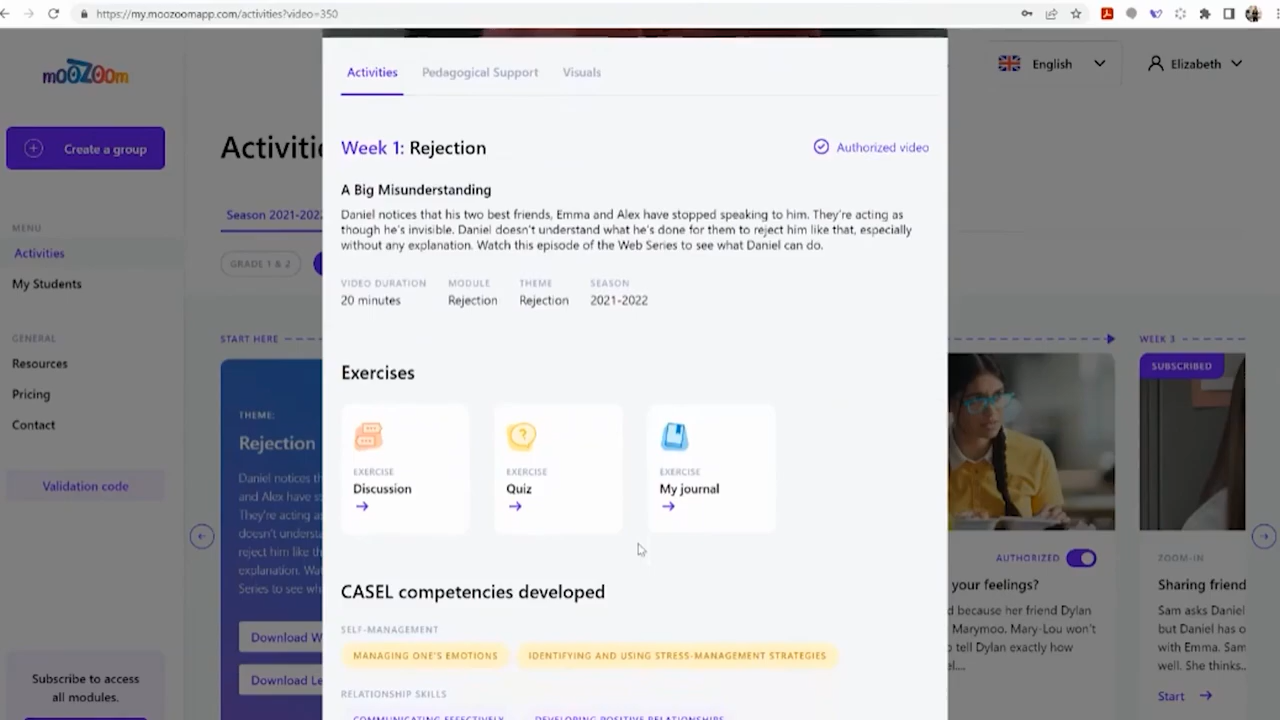 https://my.moozoomapp.com/activities?video=350
mooZoom
English
Elizabeth
Create a group
MENU
Activities
My Students
GENERAL
Resources
Pricing
Contact
Validation code
Subscribe to access
all modules.
Season 2021-202
GRADE 1 & 2
START HERE
THEME:
Rejection
Daniel notices th
and Alex have s
They're acting as
doesn't understa
reject him like th
explanation. Wa
Series to see wh
Activities
Pedagogical Support
Visuals
Week 1: Rejection
Authorized video
A Big Misunderstanding
Daniel notices that his two best friends, Emma and Alex have stopped speaking to him. They're acting as
though he's invisible. Daniel doesn't understand what he's done for them to reject him like that, especially
without any explanation. Watch this episode of the Web Series to see what Daniel can do.
VIDEO DURATION
20 minutes
MODULE
Rejection
THEME
Rejection
SEASON
2021-2022
Exercises
EXERCISE
Discussion
EXERCISE
Quiz
EXERCISE
My journal
CASEL competencies developed
SELF-MANAGEMENT
MANAGING ONE'S EMOTIONS
IDENTIFYING AND USING STRESS-MANAGEMENT STRATEGIES
RELATIONSHIP SKILLS
COMMUNICATING EFFECTIVELY
DEVELOPING POSITIVE RELATIONSHIPS
AUTHORIZED
your feelings?
d because her friend Dylan
Marymoo. Mary-Lou won't
tell Dylan exactly how
WEEK 3
SUBSCRIBED
ZOOM-IN
Sharing friend
Sam asks Daniel
but Daniel has o
with Emma. Sam
well. She thinks...
Start